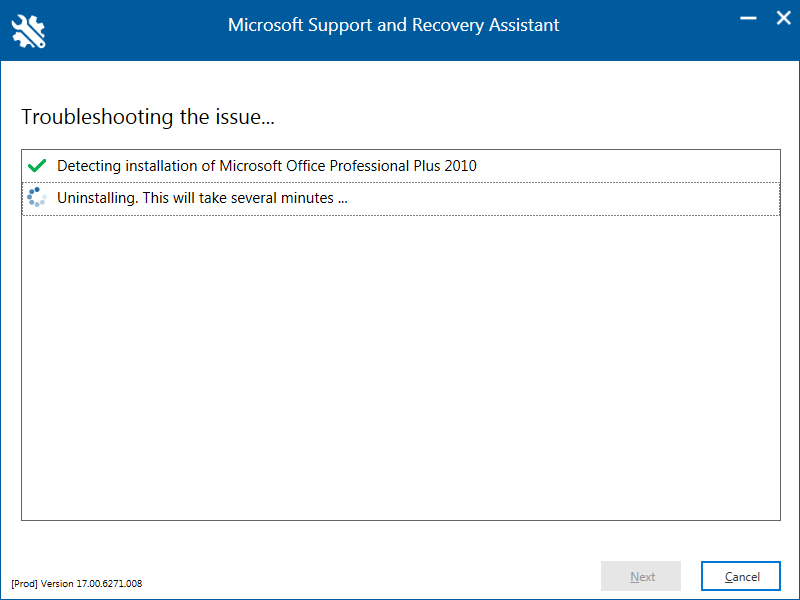 Microsoft Support and Recovery Assistant
Troubleshooting the issue...
Detecting installation of Microsoft Office Professional Plus 2010
Uninstalling. This will take several minutes ...
[Prod] Version 17.00.6271.008
Next
Cancel